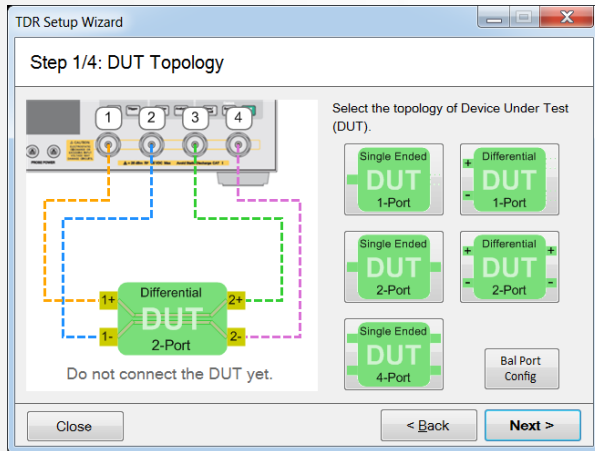 TDR Setup Wizard
Step 1/4: DUT Topology
1
2
3
4
Differential
DUT
2-Port
1+
1-
2+
2-
Do not connect the DUT yet.
Select the topology of Device Under Test
(DUT).
Single Ended
DUT
1-Port
Differential
+
-
DUT
1-Port
Single Ended
DUT
2-Port
Differential
+
+
DUT
-
-
2-Port
Single Ended
DUT
4-Port
Bal Port
Config
Close
< Back
Next >